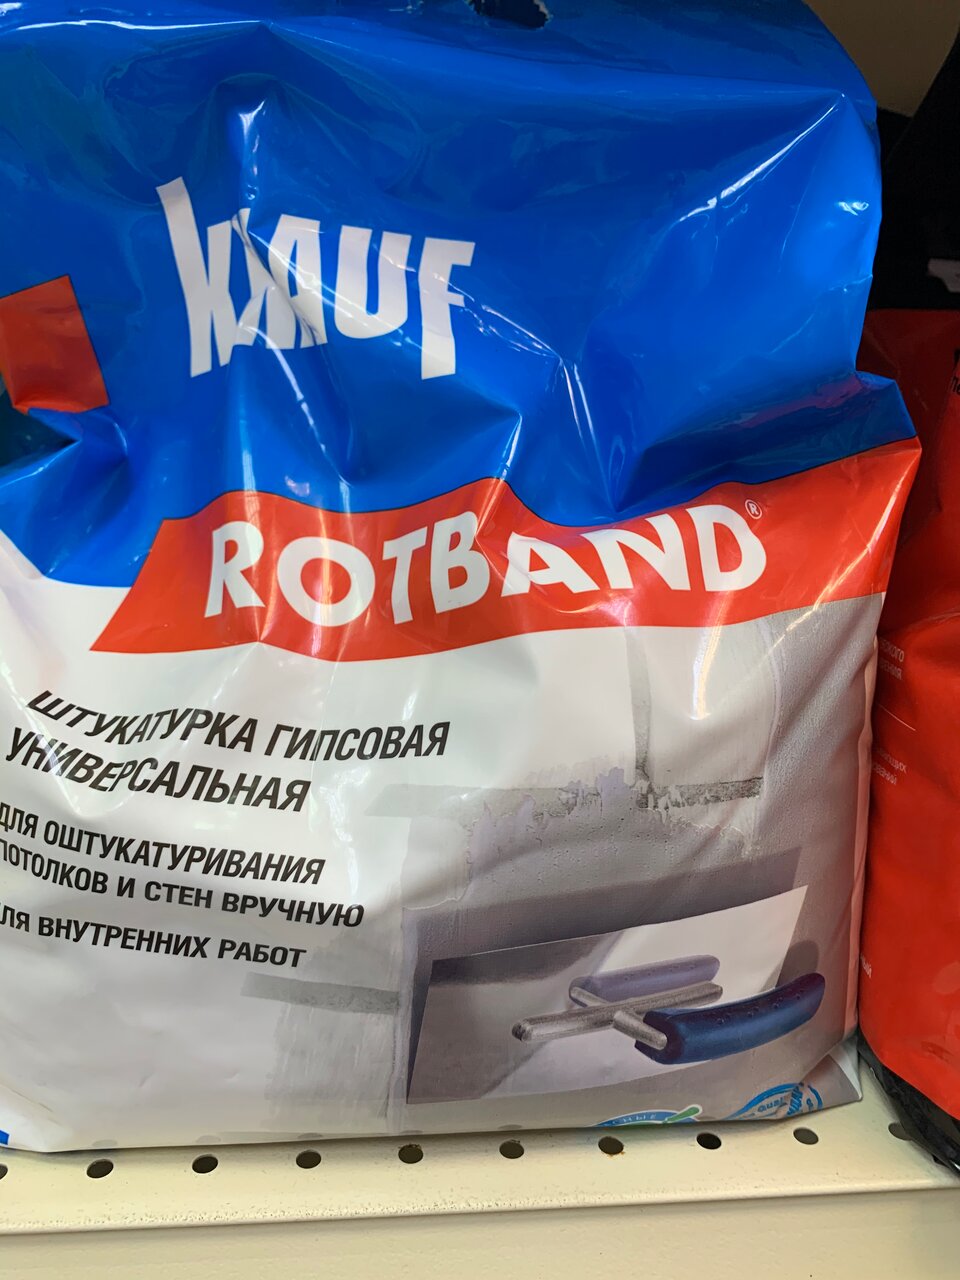 KNAUF
ROTBAND®
ШТУКАТУРКА ГИПСОВАЯ
УНИВЕРСАЛЬНАЯ
ДЛЯ ОШТУКАТУРИВАНИЯ
ПОТОЛКОВ И СТЕН ВРУЧНУЮ
ДЛЯ ВНУТРЕННИХ РАБОТ